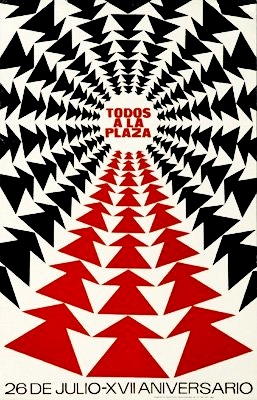 TODOS
A LA
PLAZA
26 DE JULIO-XVII ANIVERSARIO